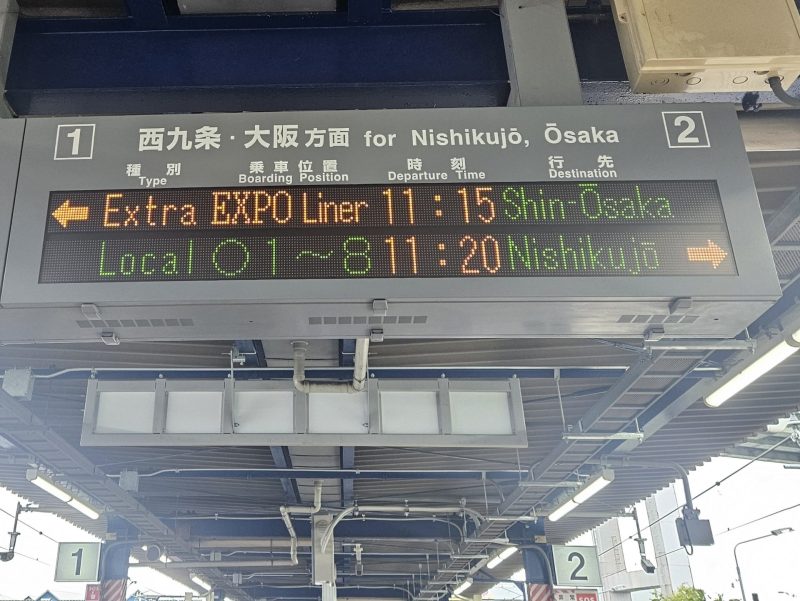 1 西九条・大阪方面 for Nishikujō, Ōsaka 2
種別 乗車位置 時刻 行先
Type Boarding Position Departure Time Destination
← Extra EXPO Liner 11:15 Shin-Ōsaka
Local ○ 1～8 11:20 Nishikujō →
1 2
SOS